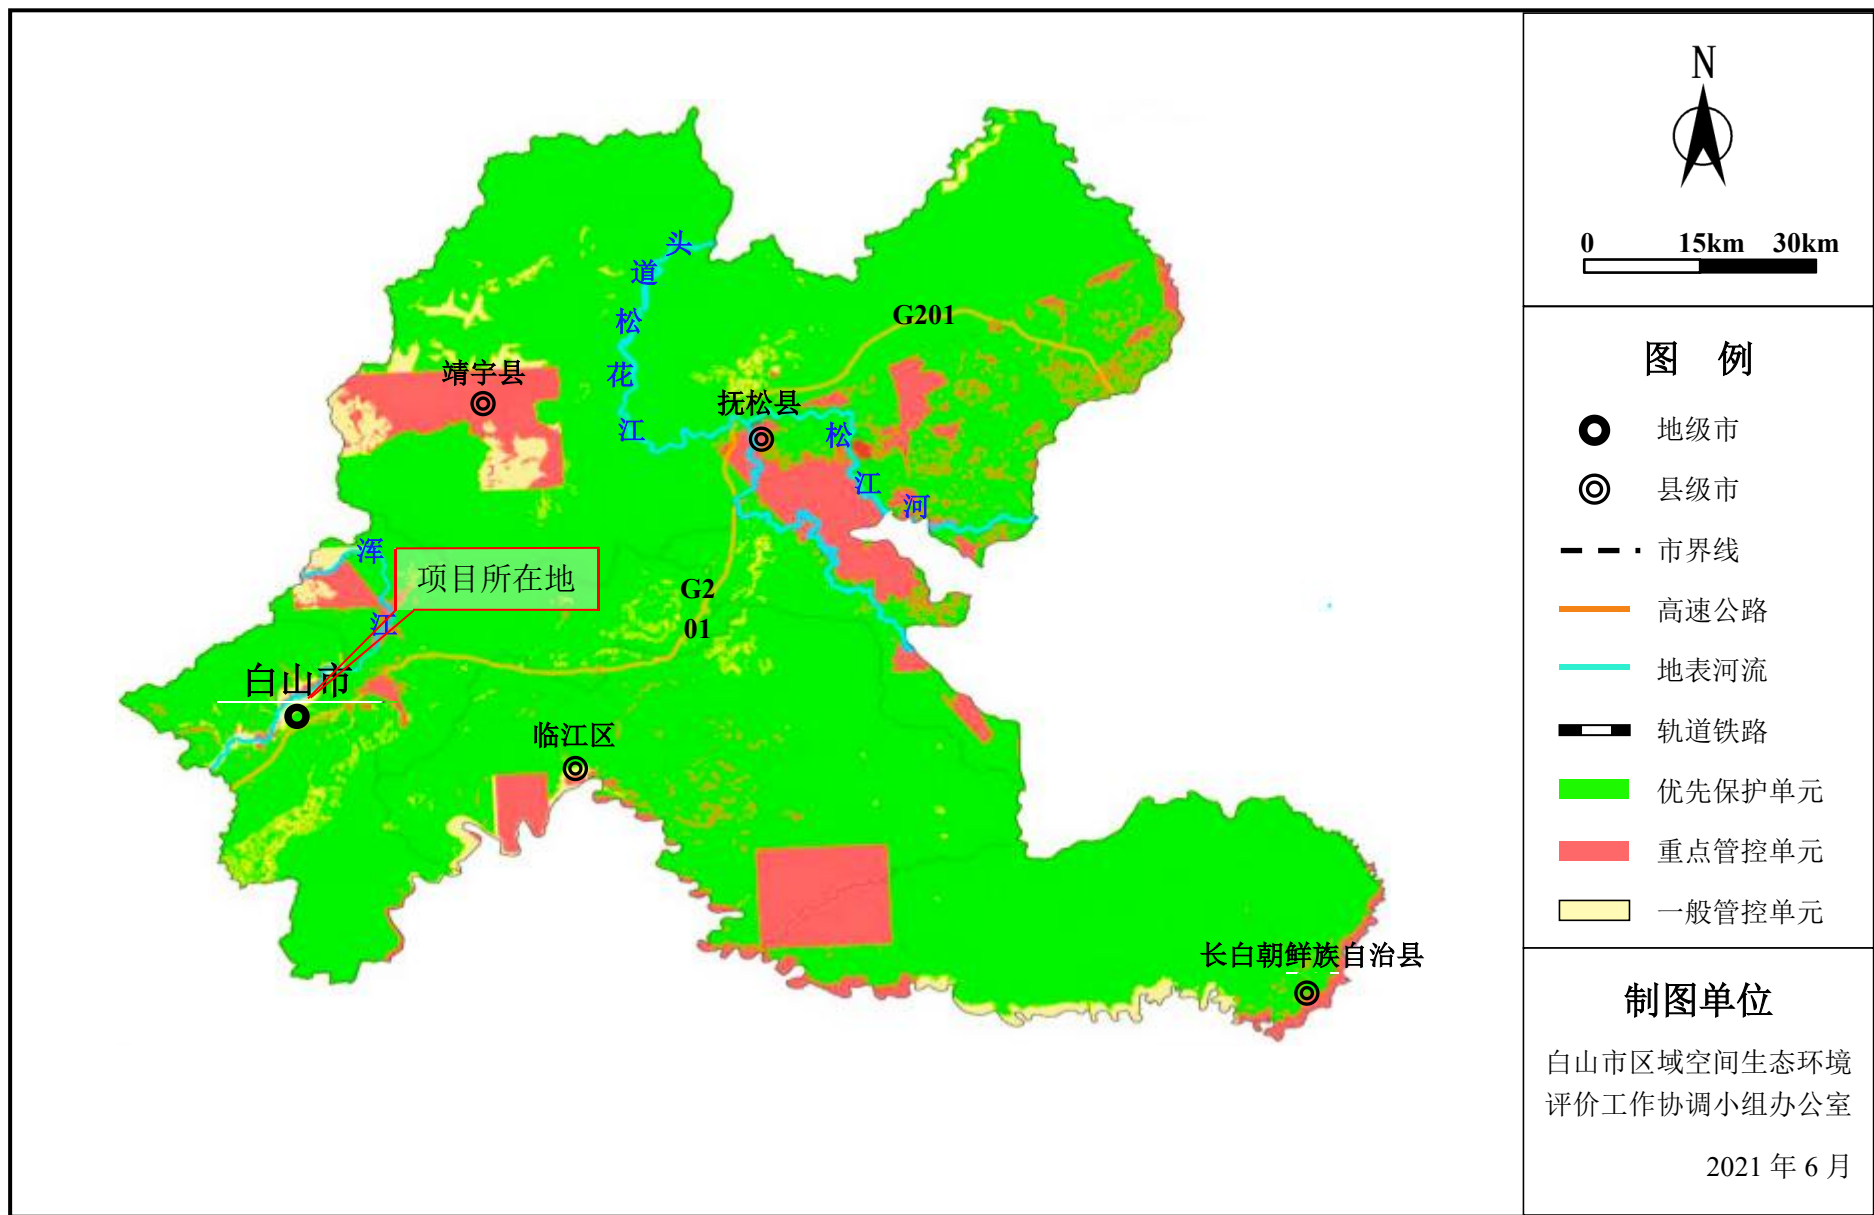 头
道
松
花
江
G201
靖宇县
抚松县
松
江
河
浑
江
项目所在地
G2
01
白山市
临江区
长白朝鲜族自治县
N
0 15km 30km
图 例
地级市
县级市
市界线
高速公路
地表河流
轨道铁路
优先保护单元
重点管控单元
一般管控单元
制图单位
白山市区域空间生态环境
评价工作协调小组办公室
2021 年 6 月